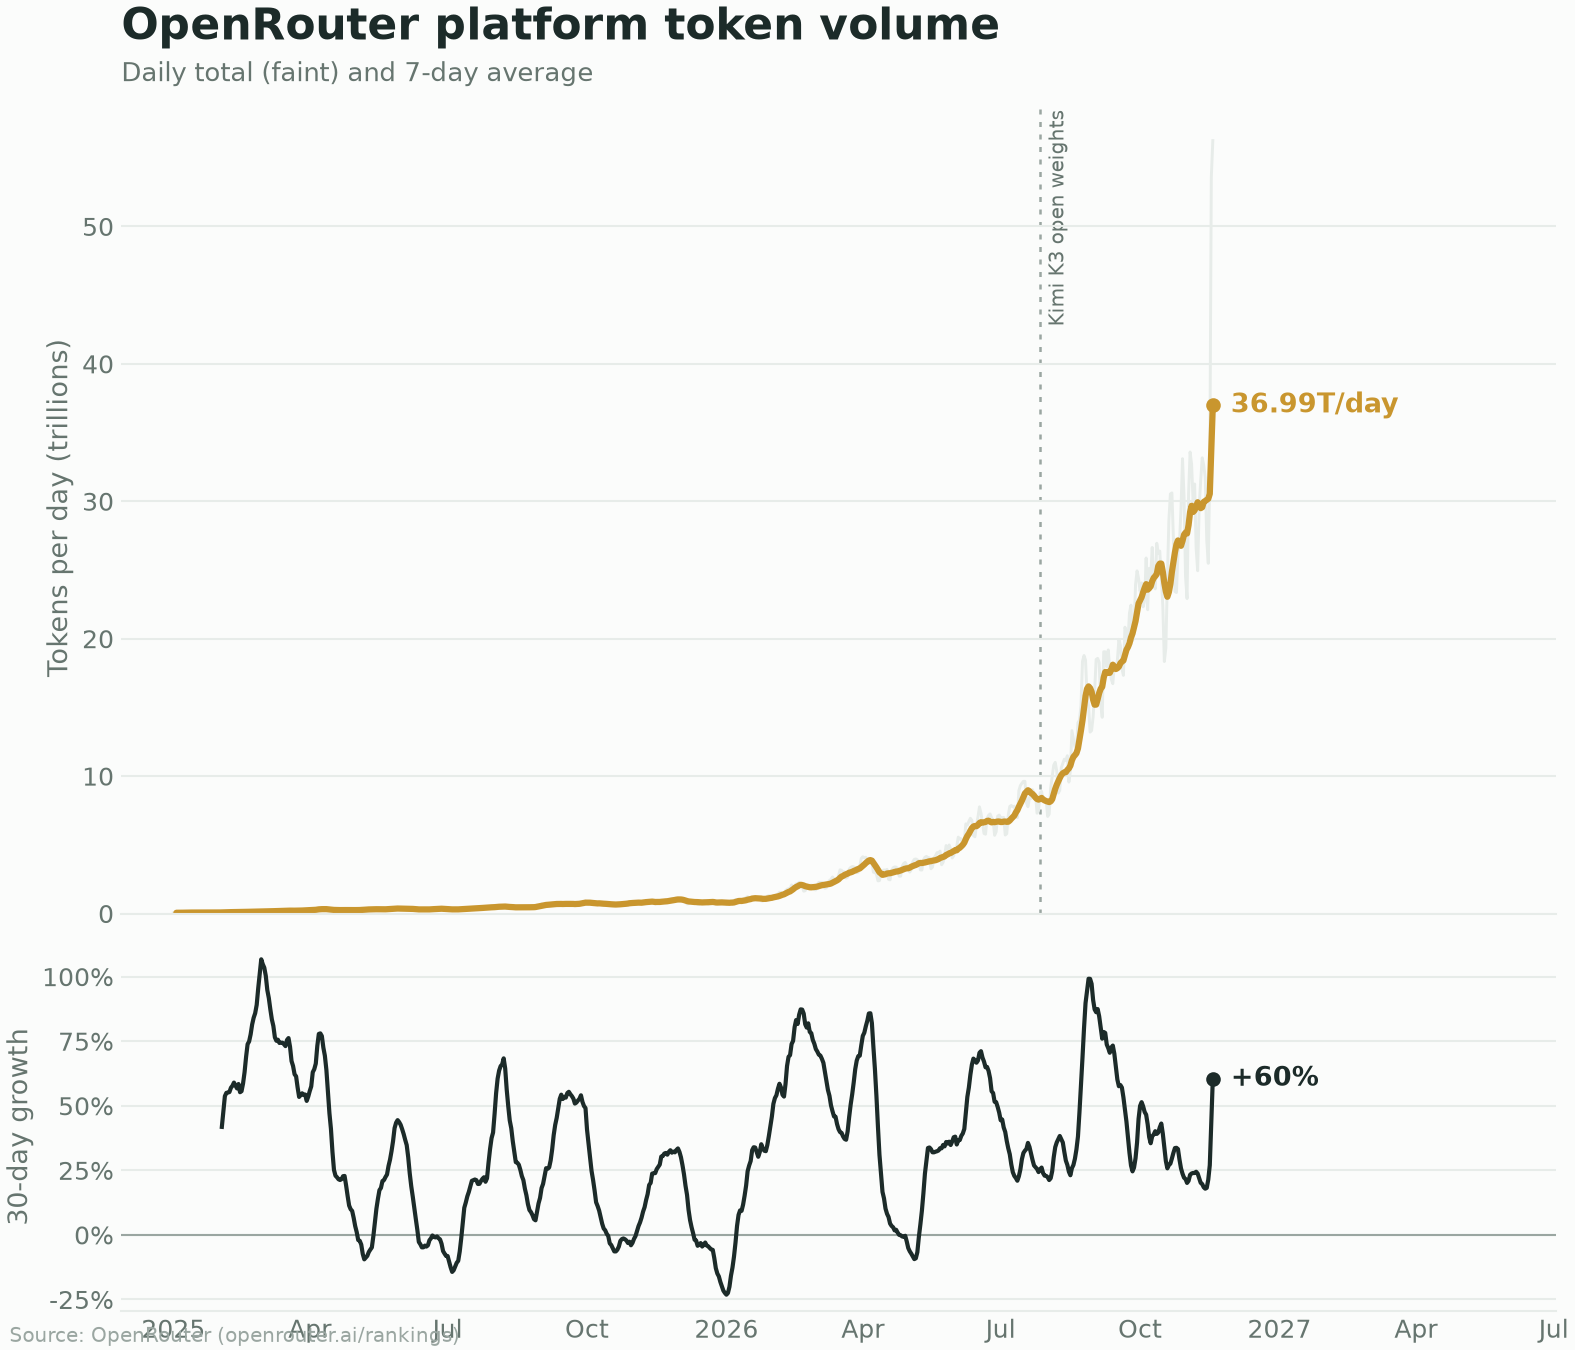 OpenRouter platform token volume
Daily total (faint) and 7-day average
Kimi K3 open weights
Tokens per day (trillions)
50
40
30
20
10
0
36.99T/day
30-day growth
100%
75%
50%
25%
0%
-25%
+60%
2025
Apr
Jul
Oct
2026
Apr
Jul
Oct
2027
Apr
Jul
Source: OpenRouter (openrouter.ai/rankings)